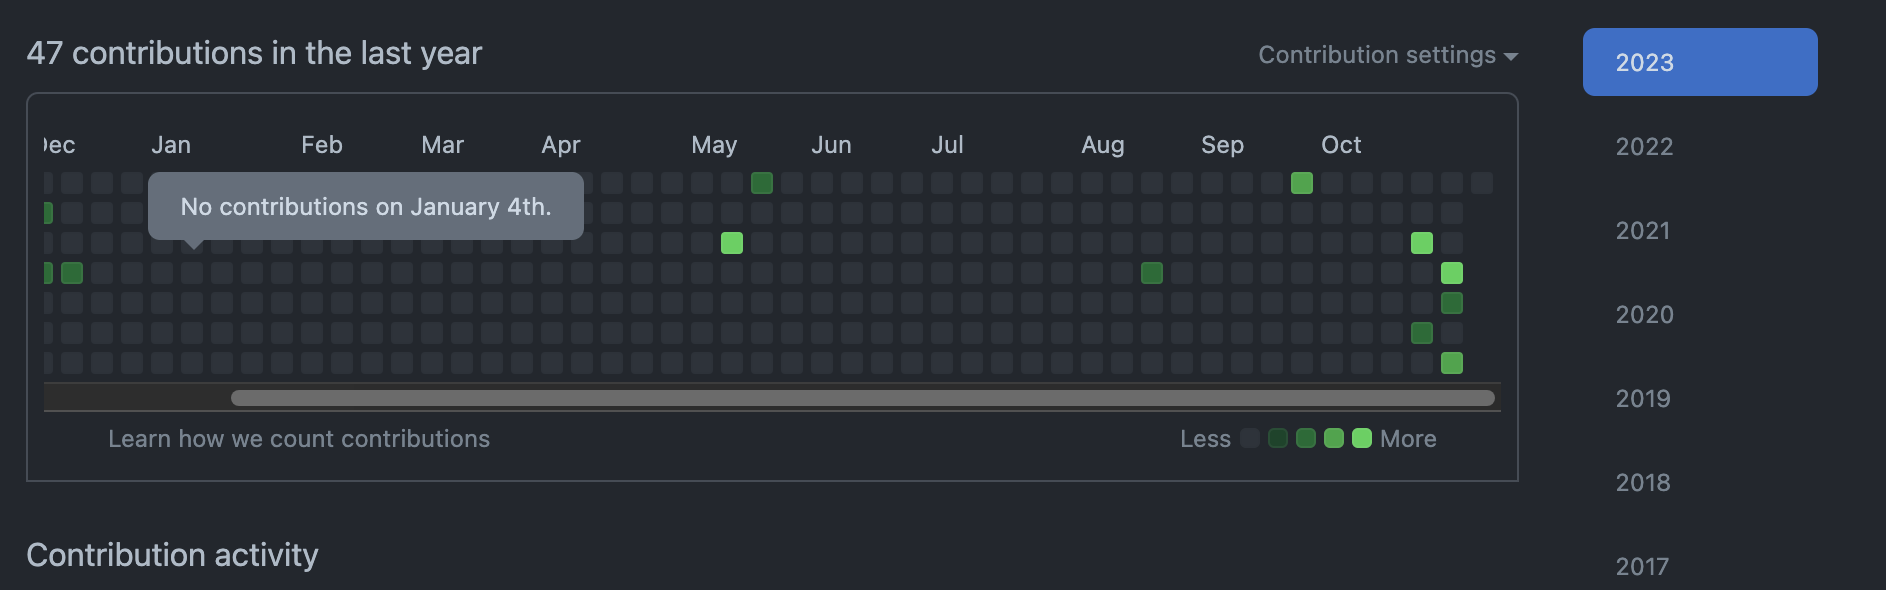 47 contributions in the last year
Contribution settings
2023
Jan Feb Mar Apr May Jun Jul Aug Sep Oct
2022
No contributions on January 4th.
2021
2020
2019
Learn how we count contributions
Less More
2018
Contribution activity
2017